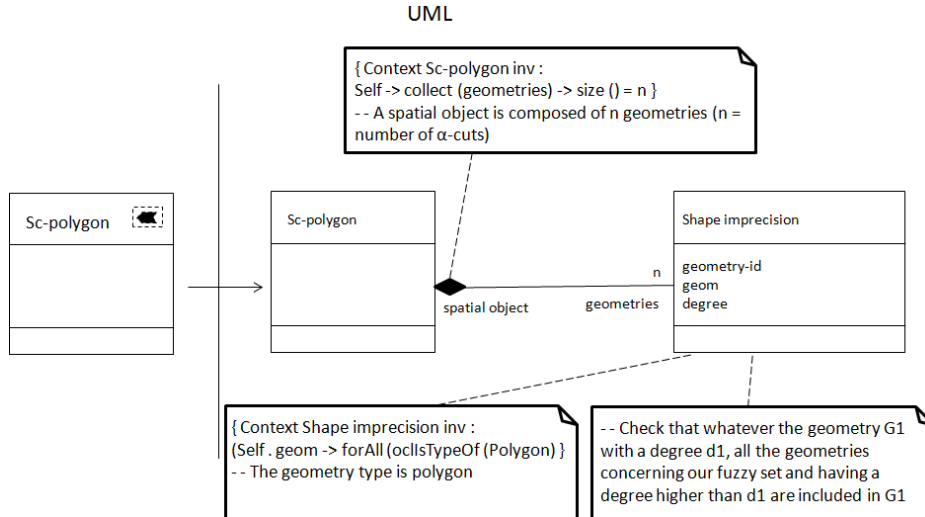 UML
{ Context Sc-polygon inv :
Self -> collect (geometries) -> size () = n }
- - A spatial object is composed of n geometries (n =
number of α-cuts)
Sc-polygon
Sc-polygon
Shape imprecision
geometry-id
geom
degree
n
spatial object
geometries
{ Context Shape imprecision inv :
(Self . geom -> forAll (oclIsTypeOf (Polygon) }
- - The geometry type is polygon
- - Check that whatever the geometry G1
with a degree d1, all the geometries
concerning our fuzzy set and having a
degree higher than d1 are included in G1